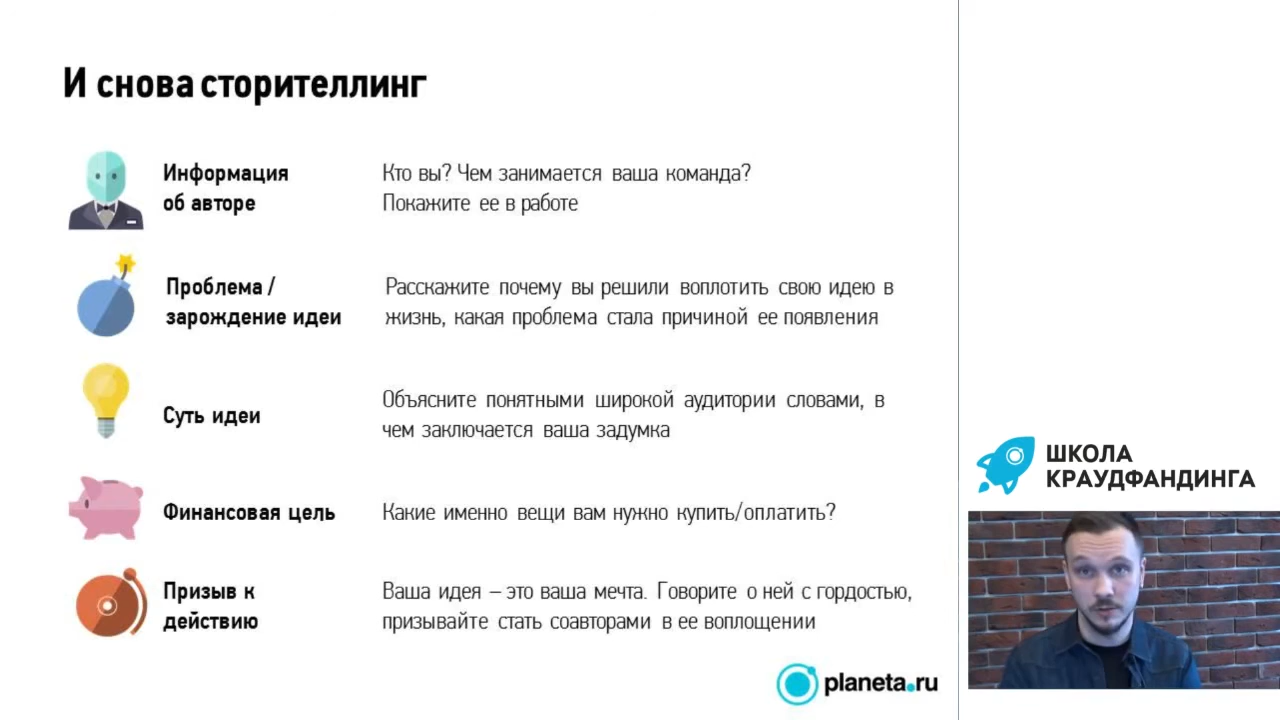 И снова сторителлинг
Информация
об авторе
Кто вы? Чем занимается ваша команда?
Покажите ее в работе
Проблема /
зарождение идеи
Расскажите почему вы решили воплотить свою идею в
жизнь, какая проблема стала причиной ее появления
Суть идеи
Объясните понятными широкой аудитории словами, в
чем заключается ваша задумка
Финансовая цель
Какие именно вещи вам нужно купить/оплатить?
Призыв к
действию
Ваша идея – это ваша мечта. Говорите о ней с гордостью,
призывайте стать соавторами в ее воплощении
planeta.ru
ШКОЛА
КРАУДФАНДИНГА